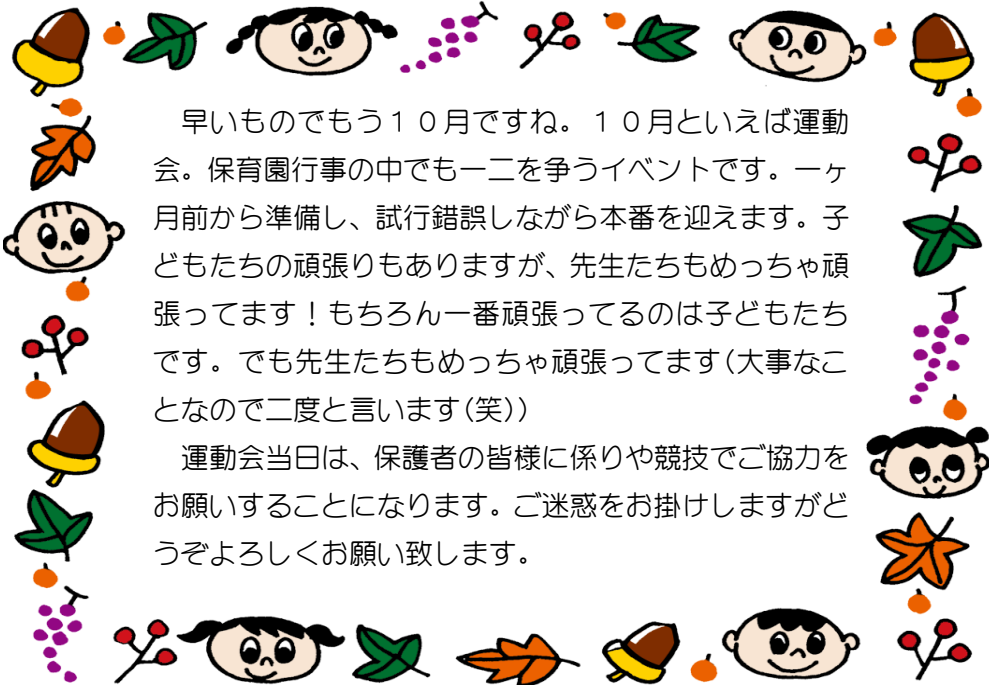 早いものでもう１０月ですね。１０月といえば運動
会。保育園行事の中でも一二を争うイベントです。一ヶ
月前から準備し、試行錯誤しながら本番を迎えます。子
どもたちの頑張りもありますが、先生たちもめっちゃ頑
張ってます！もちろん一番頑張ってるのは子どもたち
です。でも先生たちもめっちゃ頑張ってます(大事なこ
となので二度と言います(笑))
　運動会当日は、保護者の皆様に係りや競技でご協力を
お願いすることになります。ご迷惑をお掛けしますがど
うぞよろしくお願い致します。